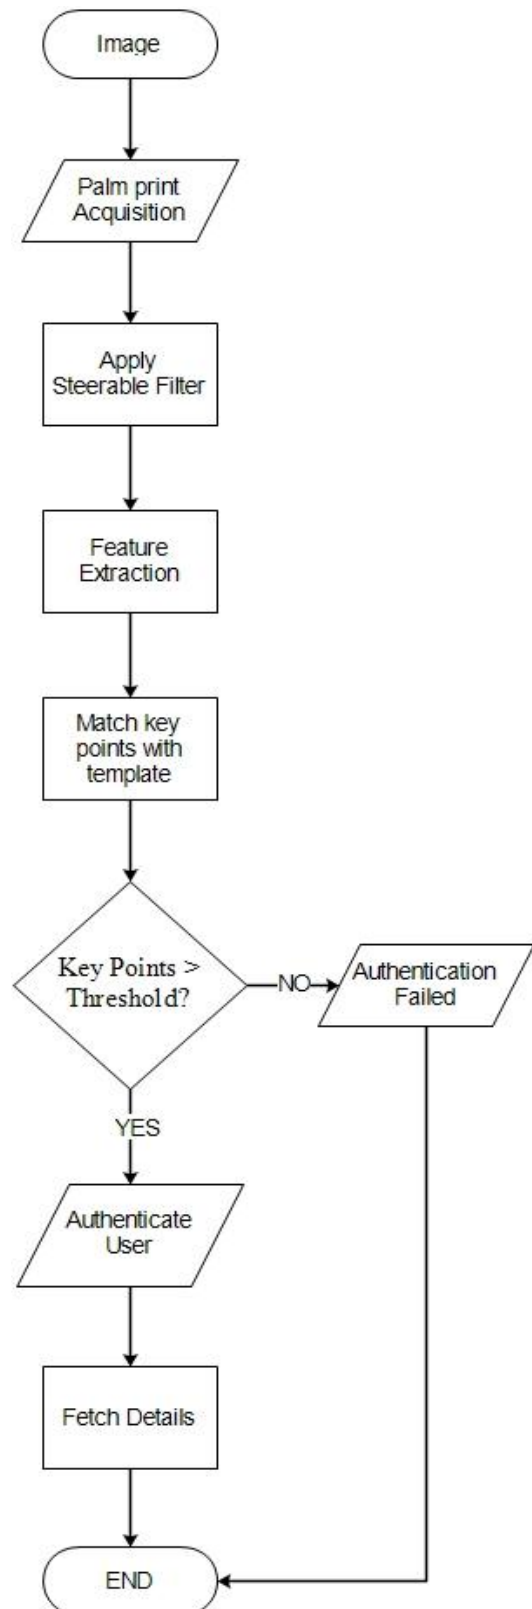 Image
Palm print
Acquisition
Apply
Steerable Filter
Feature
Extraction
Match key
points with
template
Key Points >
Threshold?
NO
Authentication
Failed
YES
Authenticate
User
Fetch Details
END